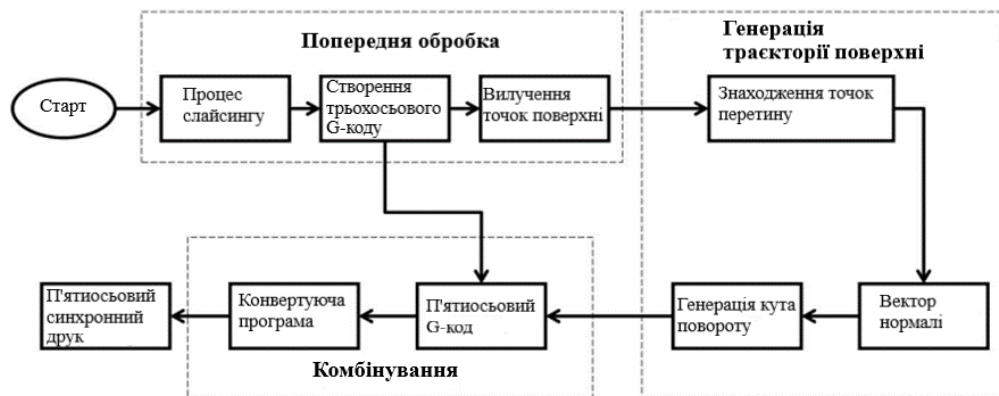 Попередня обробка
Генерація
траєкторії поверхні
Старт
Процес
слайсингу
Створення
трьохосьового
G-коду
Вилучення
точок поверхні
Знаходження точок
перетину
П'ятиосьовий
синхронний
друк
Конвертуюча
програма
П'ятиосьовий
G-код
Генерація кута
повороту
Вектор
нормалі
Комбінування